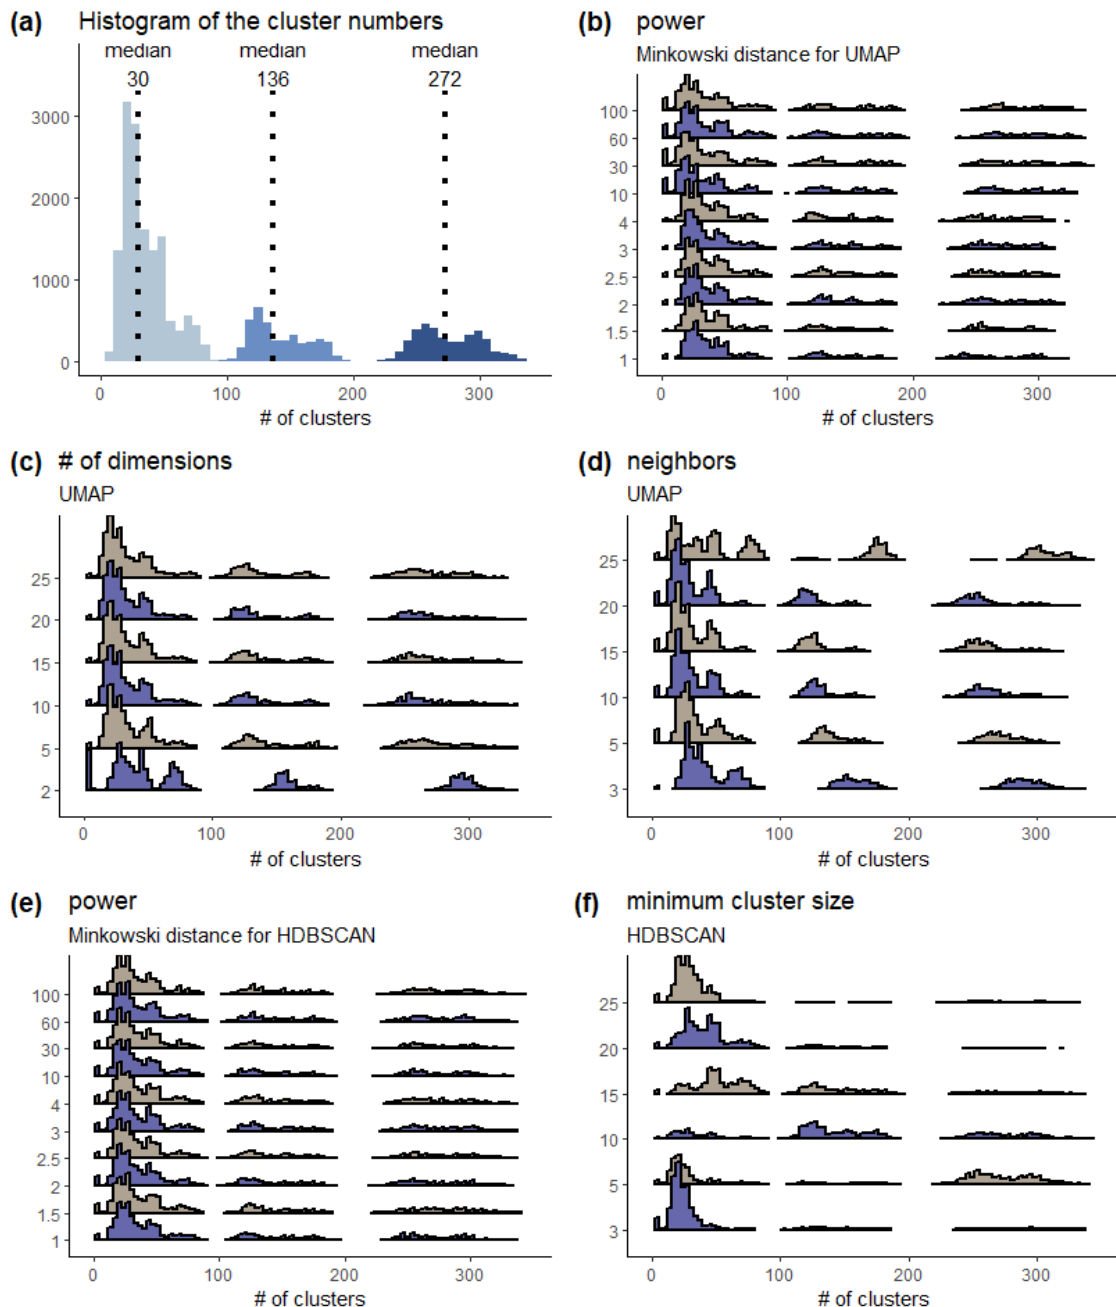 (a) Histogram of the cluster numbers
median median median
30 136 272
3000
2000
1000
0
0 100 200 300
# of clusters
(b) power
Minkowski distance for UMAP
100
60
30
10
4
3
2.5
2
1.5
1
0 100 200 300
# of clusters
(c) # of dimensions
UMAP
25
20
15
10
5
2
0 100 200 300
# of clusters
(d) neighbors
UMAP
25
20
15
10
5
3
0 100 200 300
# of clusters
(e) power
Minkowski distance for HDBSCAN
100
60
30
10
4
3
2.5
2
1.5
1
0 100 200 300
# of clusters
(f) minimum cluster size
HDBSCAN
25
20
15
10
5
3
0 100 200 300
# of clusters